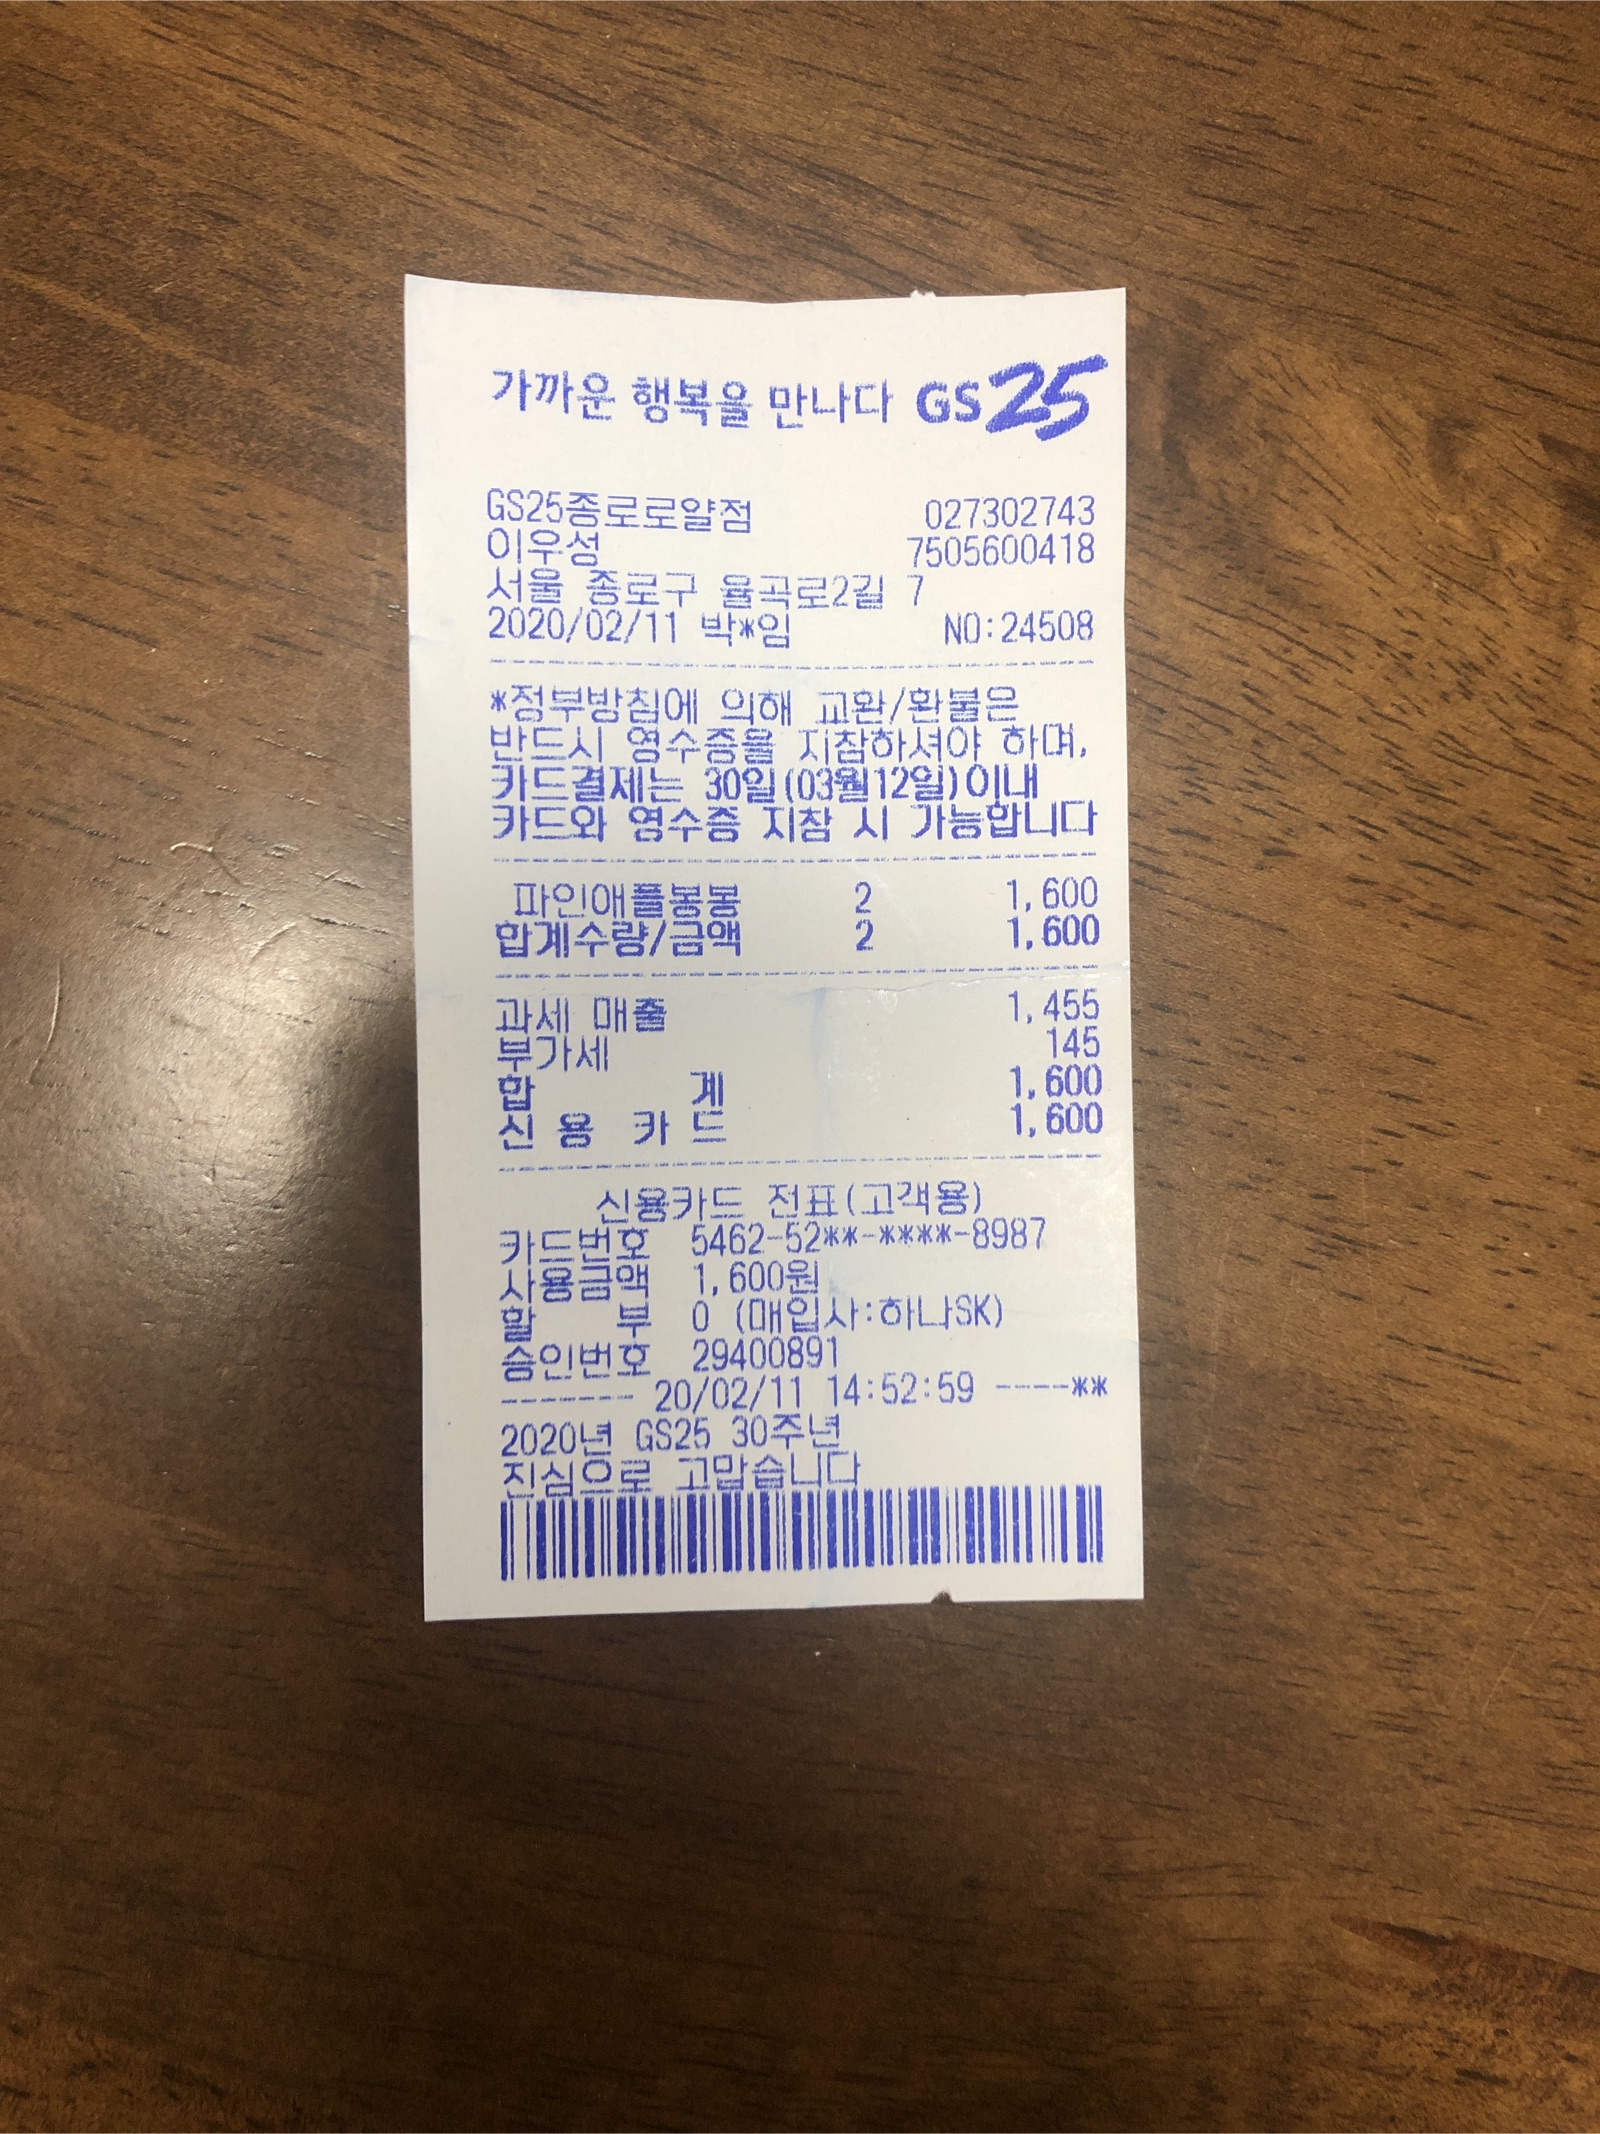 가까운 행복을 만나다 GS25
GS25종로로얄점 027302743
이우성 7505600418
서울 종로구 율곡로2길 7
2020/02/11 박*임 NO:24508
*정부방침에 의해 교환/환불은
반드시 영수증을 지참하셔야 하며,
카드결제는 30일(03월12일)이내
카드와 영수증 지참 시 가능합니다
파인애플봉봉 2 1,600
합계수량/금액 2 1,600
과세 매출 1,455
부가세 145
합 계 1,600
신 용 카 드 1,600
신용카드 전표(고객용)
카드번호 5462-52**-****-8987
사용금액 1,600원
할 부 0 (매입사:하나SK)
승인번호 29400891
------- 20/02/11 14:52:59 ----**
2020년 GS25 30주년
진심으로 고맙습니다